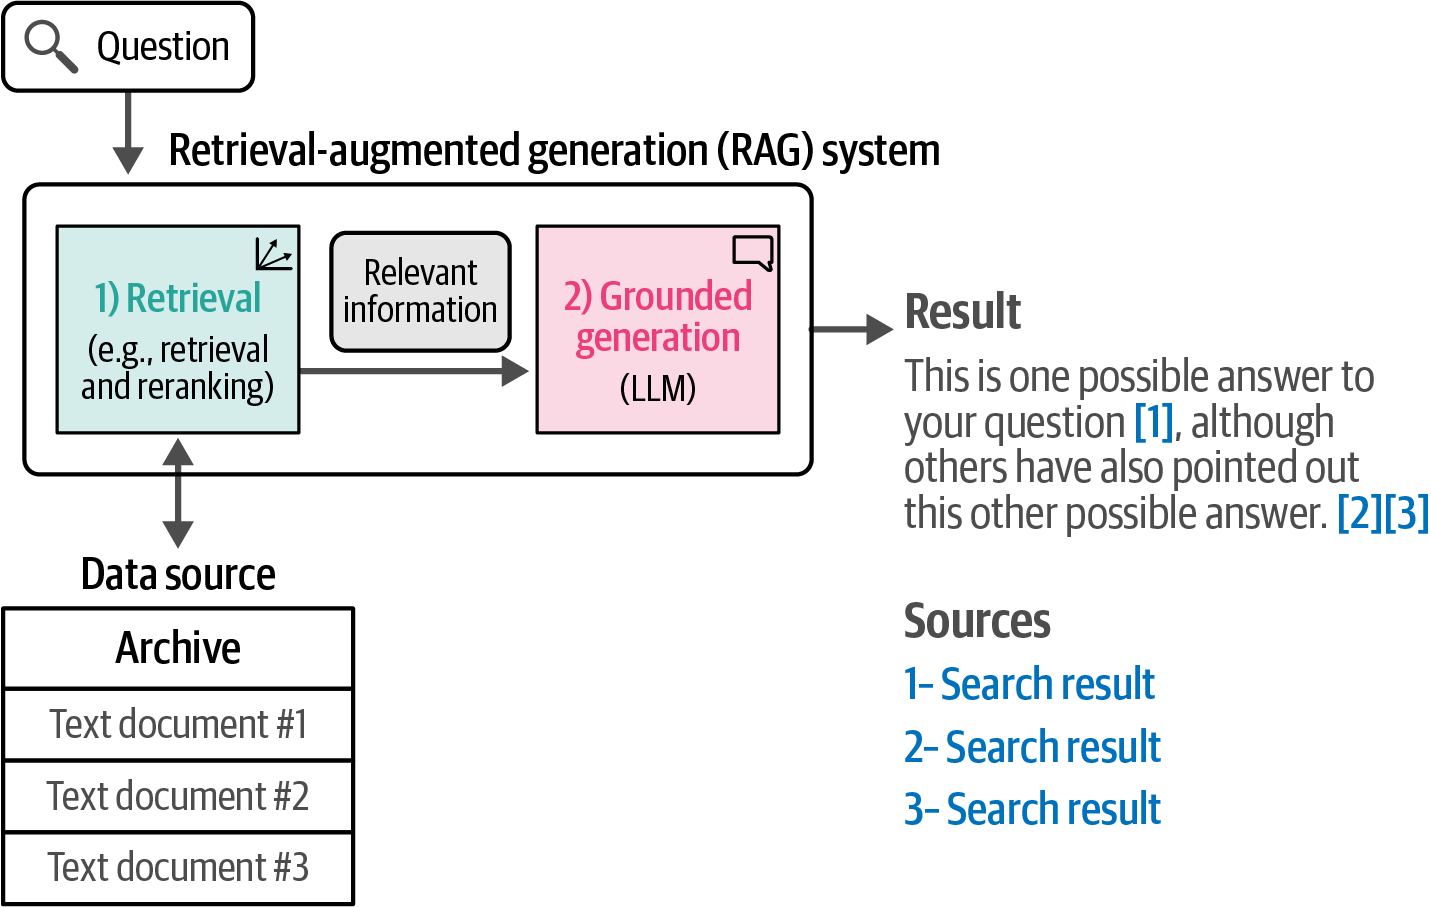 Question
Retrieval-augmented generation (RAG) system
1) Retrieval
(e.g., retrieval
and reranking)
Relevant
information
2) Grounded
generation
(LLM)
Result
This is one possible answer to
your question [1], although
others have also pointed out
this other possible answer. [2][3]
Sources
1– Search result
2– Search result
3– Search result
Data source
Archive
Text document #1
Text document #2
Text document #3